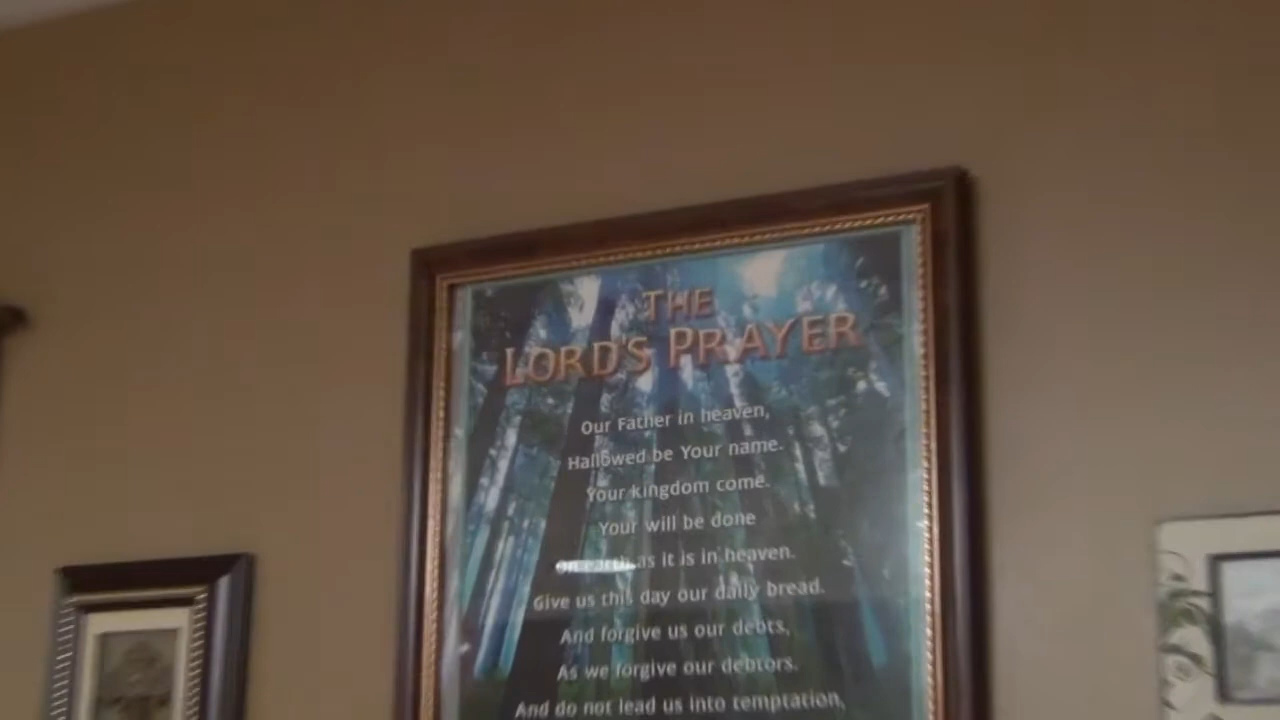 THE
LORD'S PRAYER
Our Father in heaven,
Hallowed be Your name.
Your kingdom come.
Your will be done
On earth as it is in heaven.
Give us this day our daily bread.
And forgive us our debts,
As we forgive our debtors.
And do not lead us into temptation,